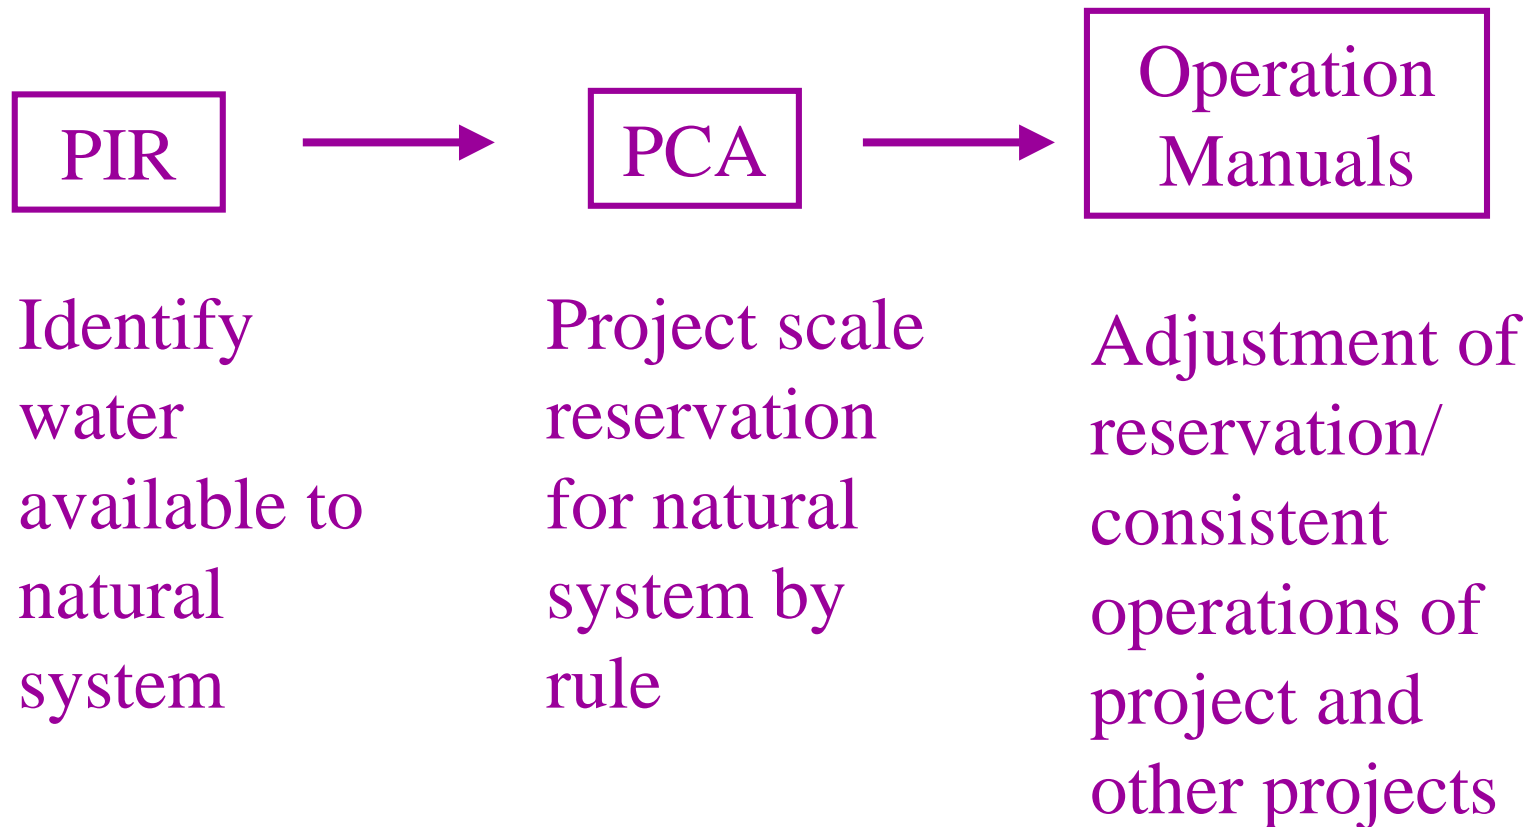 PIR
PCA
Operation
Manuals
Identify
water
available to
natural
system
Project scale
reservation
for natural
system by
rule
Adjustment of
reservation/
consistent
operations of
project and
other projects